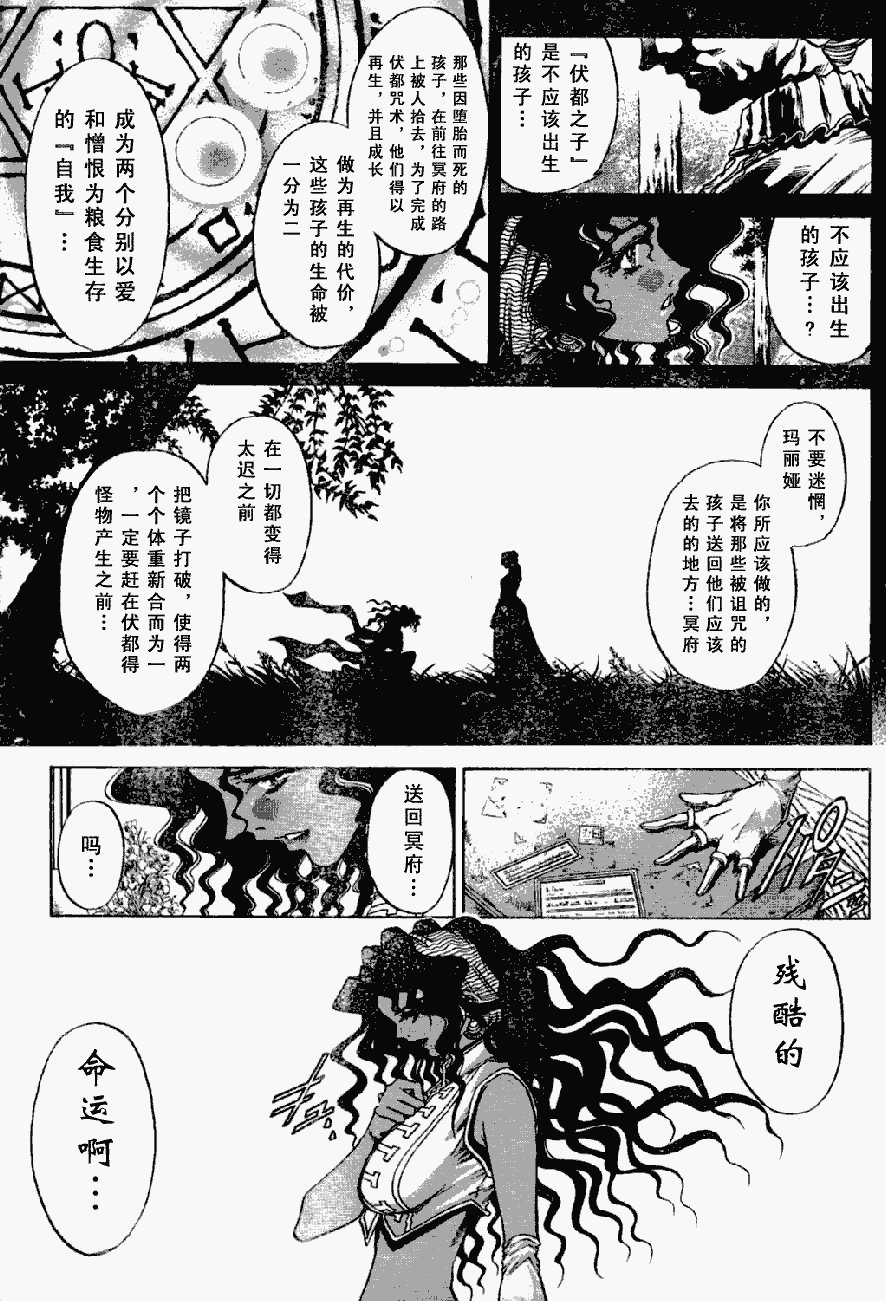 『伏都之子』
是不应该出生
的孩子…
不应该出生
的孩子…?
那些因堕胎而死的
孩子，在前往冥府的路
上被人拾去，为了完成
伏都咒术，他们得以
再生，并且成长
做为再生的代价，
这些孩子的生命被
一分为二
成为两个分别以爱
和憎恨为粮食生存
的『自我』…
不要迷惘，
玛丽娅
你所应该做的，
是将那些被诅咒的
孩子送回他们应该
去的的地方…冥府
在一切都变得
太迟之前
把镜子打破，使得两
个个体重新合而为一
，一定要赶在伏都得
怪物产生之前…
送回冥府…
吗…
残酷的
命运啊…